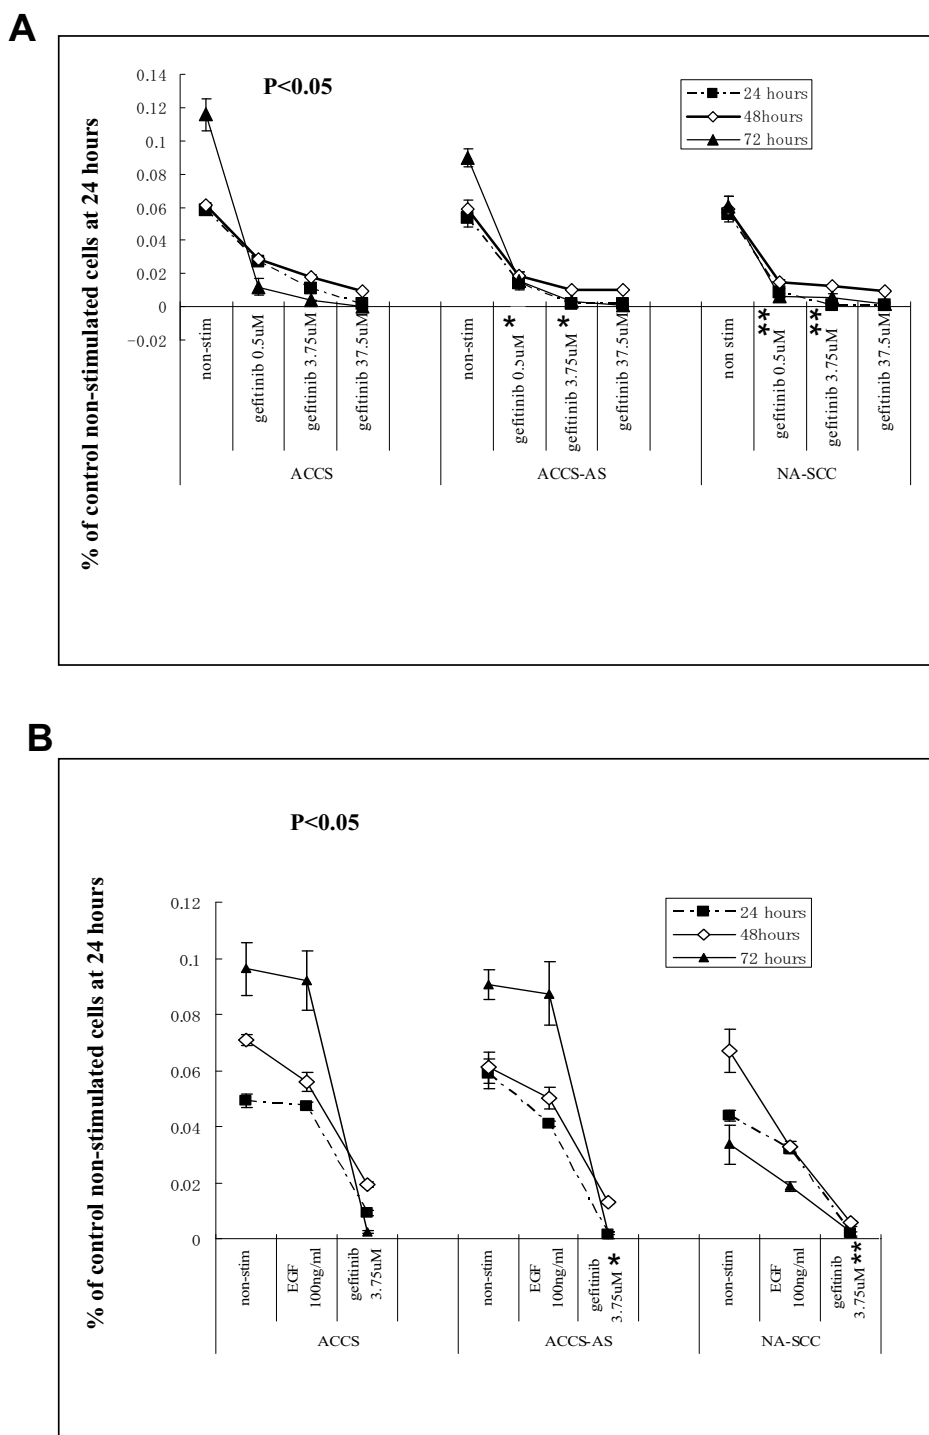 A
% of control non-stimulated cells at 24 hours
P<0.05
24 hours
48hours
72 hours
0.14
0.12
0.1
0.08
0.06
0.04
0.02
0
−0.02
non-stim
gefitinib 0.5uM
gefitinib 3.75uM
gefitinib 37.5uM
non-stim
gefitinib 0.5uM
*
gefitinib 3.75uM
*
gefitinib 37.5uM
non stim
gefitinib 0.5uM
**
gefitinib 3.75uM
**
gefitinib 37.5uM
ACCS
ACCS-AS
NA-SCC
B
% of control non-stimulated cells at 24 hours
P<0.05
24 hours
48hours
72 hours
0.12
0.1
0.08
0.06
0.04
0.02
0
non-stim
EGF
100ng/ml
gefitinib
3.75uM
non-stim
EGF
100ng/ml
gefitinib
3.75uM *
non-stim
EGF
100ng/ml
gefitinib
3.75uM **
ACCS
ACCS-AS
NA-SCC